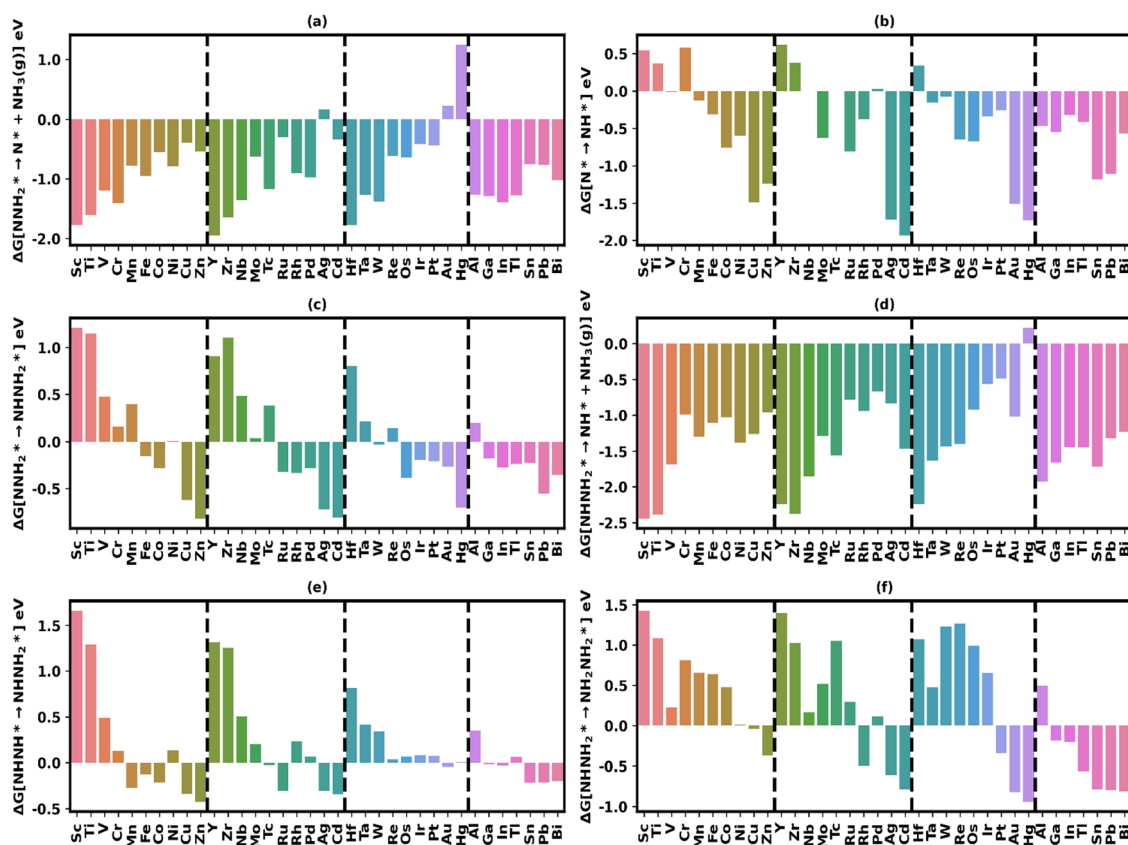 (a)
ΔG[NNH₂* → N* + NH₃(g)] eV
1.0
0.0
-1.0
-2.0
Sc Ti V Cr Mn Fe Co Ni Cu Zn Y Zr Nb Mo Tc Ru Rh Pd Ag Cd Hf Ta W Re Os Ir Pt Au Hg Al Ga In Tl Sn Pb Bi
(b)
ΔG[N* → NH*] eV
0.5
0.0
-0.5
-1.0
-1.5
-2.0
Sc Ti V Cr Mn Fe Co Ni Cu Zn Y Zr Nb Mo Tc Ru Rh Pd Ag Cd Hf Ta W Re Os Ir Pt Au Hg Al Ga In Tl Sn Pb Bi
(c)
ΔG[NNH₂* → NHNH₂*] eV
1.0
0.5
0.0
-0.5
Sc Ti V Cr Mn Fe Co Ni Cu Zn Y Zr Nb Mo Tc Ru Rh Pd Ag Cd Hf Ta W Re Os Ir Pt Au Hg Al Ga In Tl Sn Pb Bi
(d)
ΔG[NHNH₂* → NH* + NH₃(g)] eV
0.0
-0.5
-1.0
-1.5
-2.0
-2.5
Sc Ti V Cr Mn Fe Co Ni Cu Zn Y Zr Nb Mo Tc Ru Rh Pd Ag Cd Hf Ta W Re Os Ir Pt Au Hg Al Ga In Tl Sn Pb Bi
(e)
ΔG[NHNH* → NHNH₂*] eV
1.5
1.0
0.5
0.0
-0.5
Sc Ti V Cr Mn Fe Co Ni Cu Zn Y Zr Nb Mo Tc Ru Rh Pd Ag Cd Hf Ta W Re Os Ir Pt Au Hg Al Ga In Tl Sn Pb Bi
(f)
ΔG[NHNH₂* → NH₂NH₂*] eV
1.5
1.0
0.5
0.0
-0.5
-1.0
Sc Ti V Cr Mn Fe Co Ni Cu Zn Y Zr Nb Mo Tc Ru Rh Pd Ag Cd Hf Ta W Re Os Ir Pt Au Hg Al Ga In Tl Sn Pb Bi